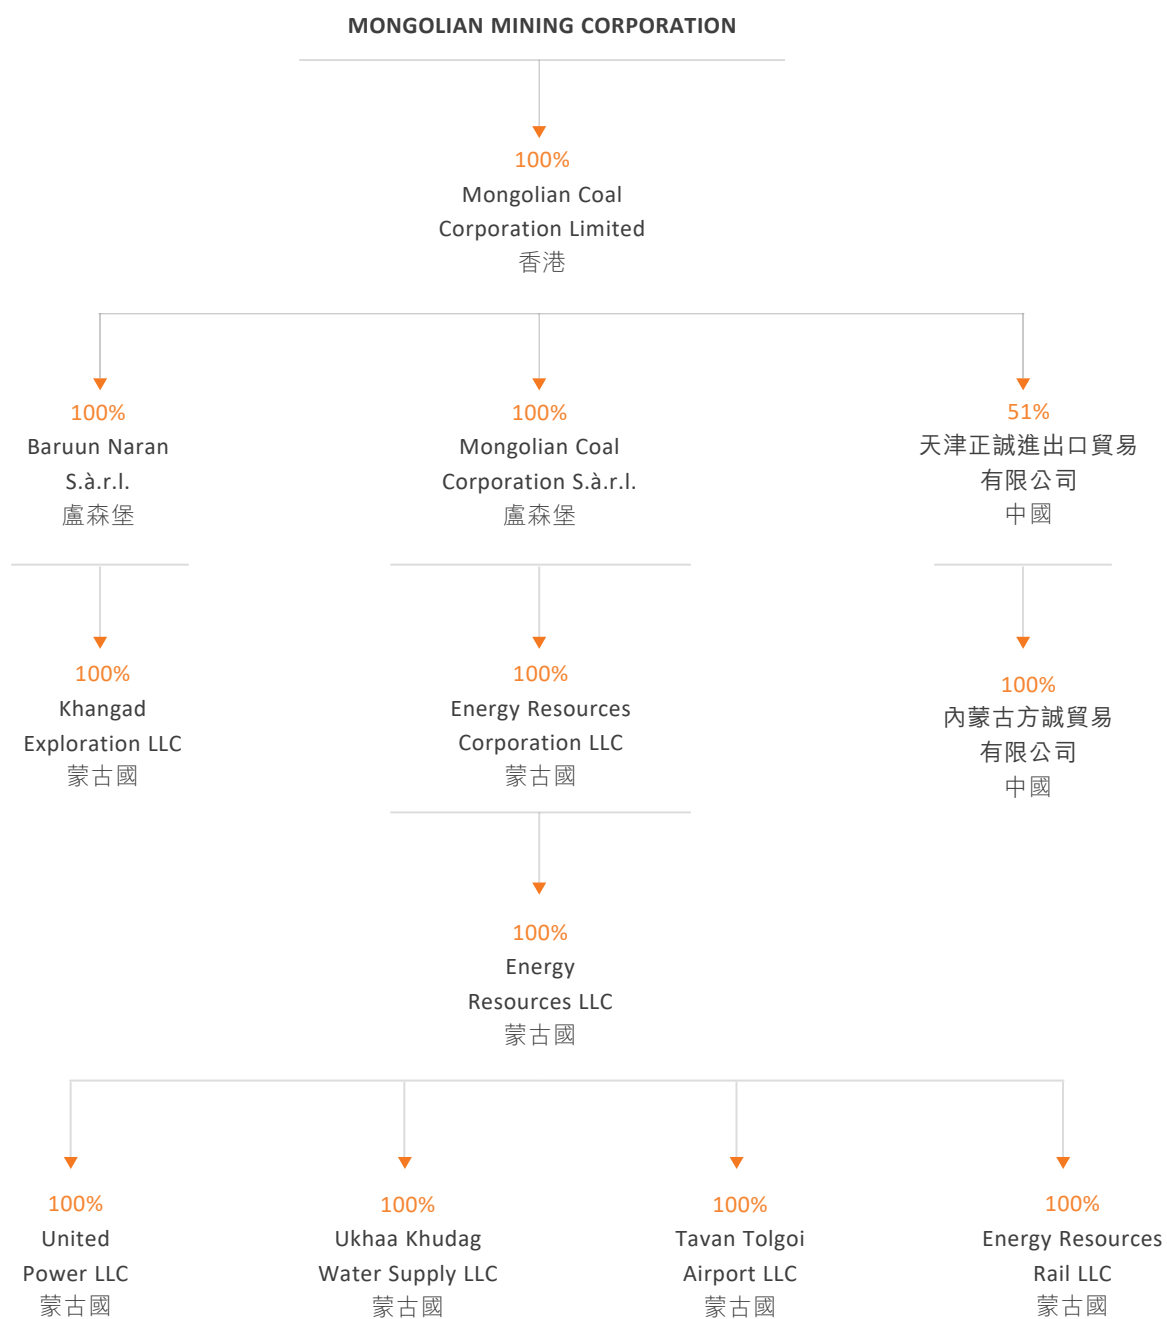 MONGOLIAN MINING CORPORATION
100%
Mongolian Coal
Corporation Limited
香港
100%
Baruun Naran
S.à.r.l.
盧森堡
100%
Mongolian Coal
Corporation S.à.r.l.
盧森堡
51%
天津正誠進出口貿易
有限公司
中國
100%
Khangad
Exploration LLC
蒙古國
100%
Energy Resources
Corporation LLC
蒙古國
100%
內蒙古方誠貿易
有限公司
中國
100%
Energy
Resources LLC
蒙古國
100%
United
Power LLC
蒙古國
100%
Ukhaa Khudag
Water Supply LLC
蒙古國
100%
Tavan Tolgoi
Airport LLC
蒙古國
100%
Energy Resources
Rail LLC
蒙古國